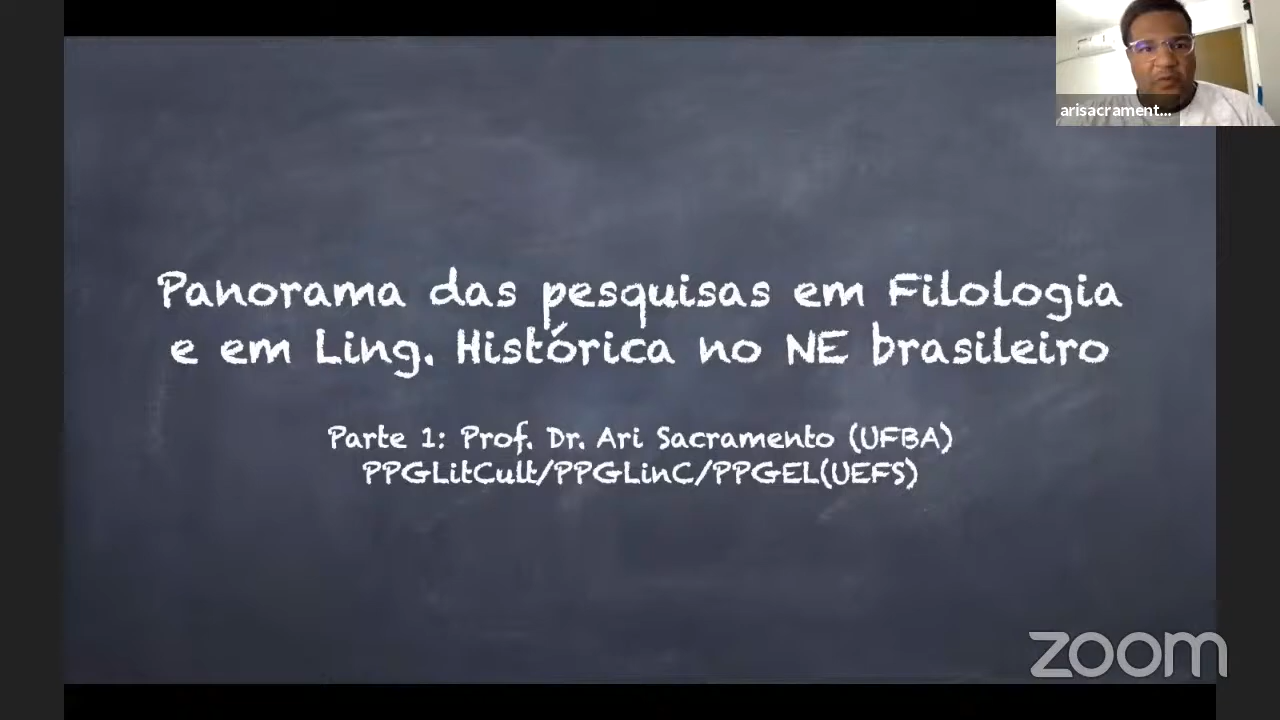 arisacrament...
Panorama das pesquisas em Filologia
e em Ling. Histórica no NE brasileiro
Parte 1: Prof. Dr. Ari Sacramento (UFBA)
PPGLitCult/PPGLinC/PPGEL(UEFS)
zoom